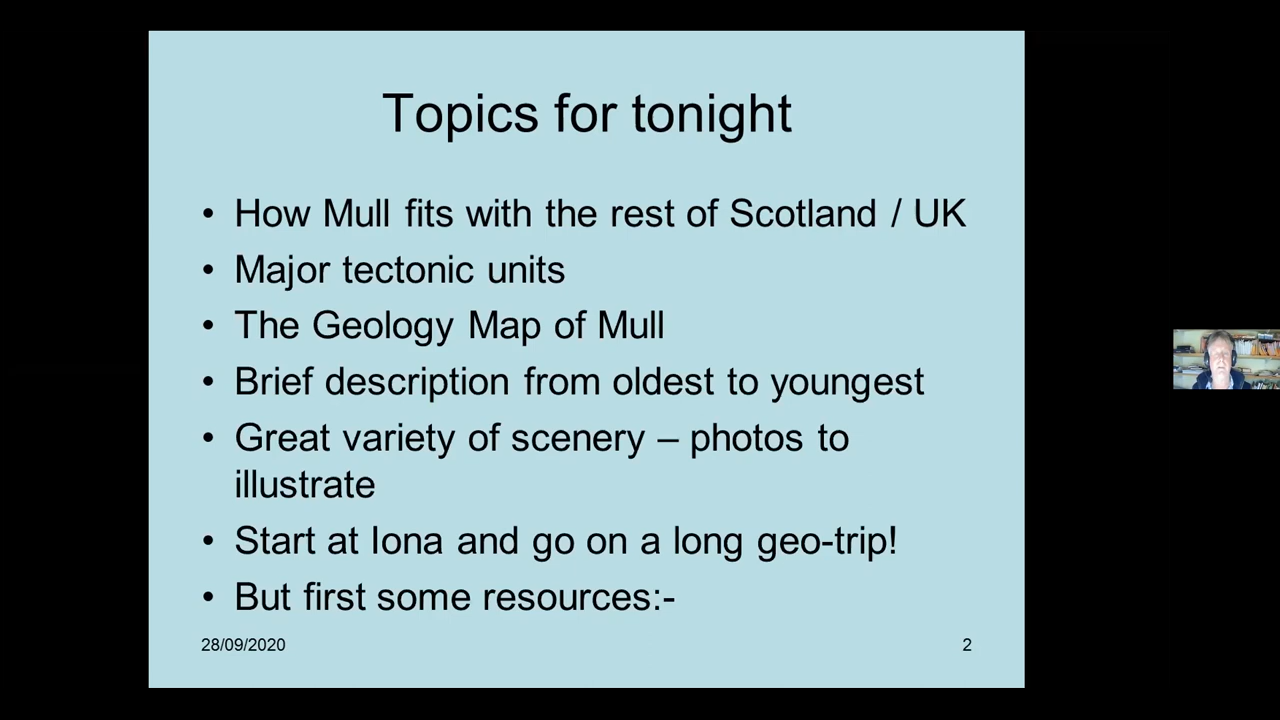 Topics for tonight
• How Mull fits with the rest of Scotland / UK
• Major tectonic units
• The Geology Map of Mull
• Brief description from oldest to youngest
• Great variety of scenery – photos to
illustrate
• Start at Iona and go on a long geo-trip!
• But first some resources:-
28/09/2020
2